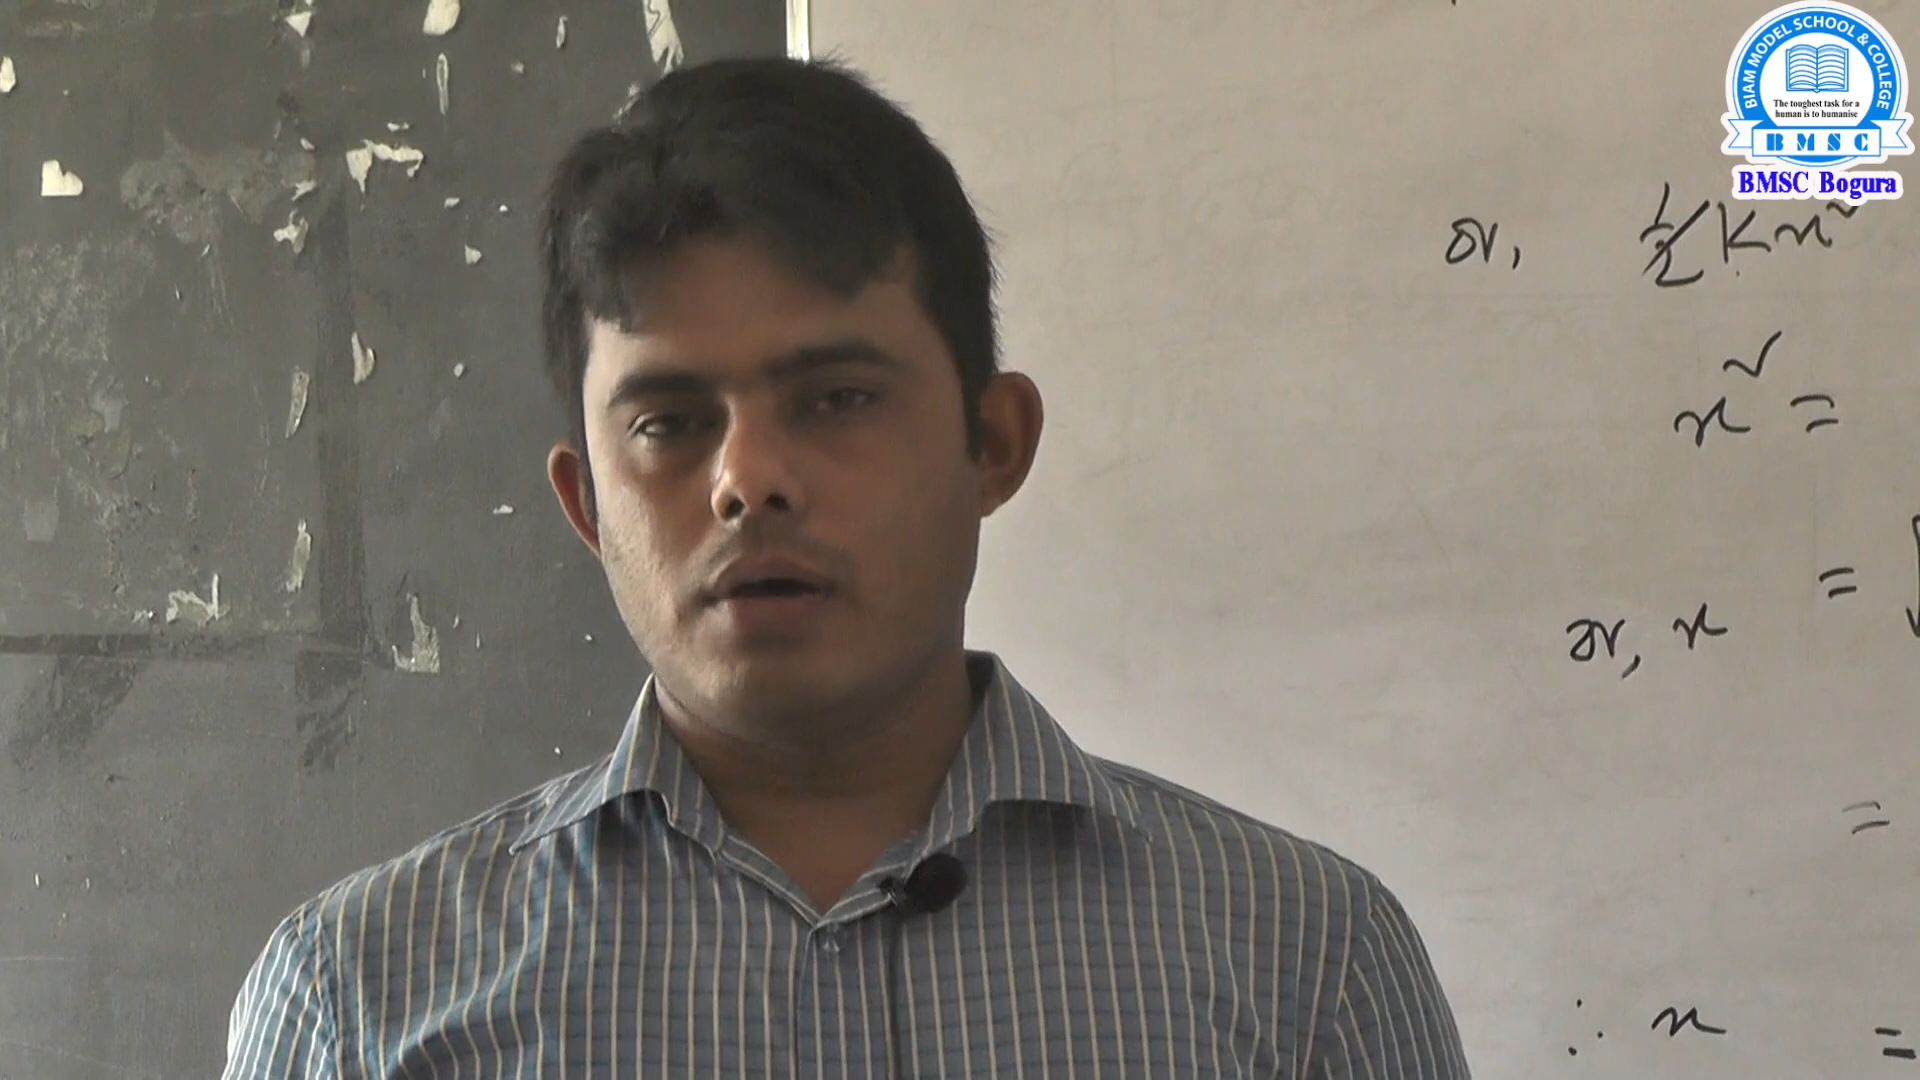 BIAM MODEL SCHOOL & COLLEGE
The toughest task for a
human is to humanise
BMSC
BMSC Bogura
বা, ½Kx²
x² =
বা, x = √
=
∴ x =